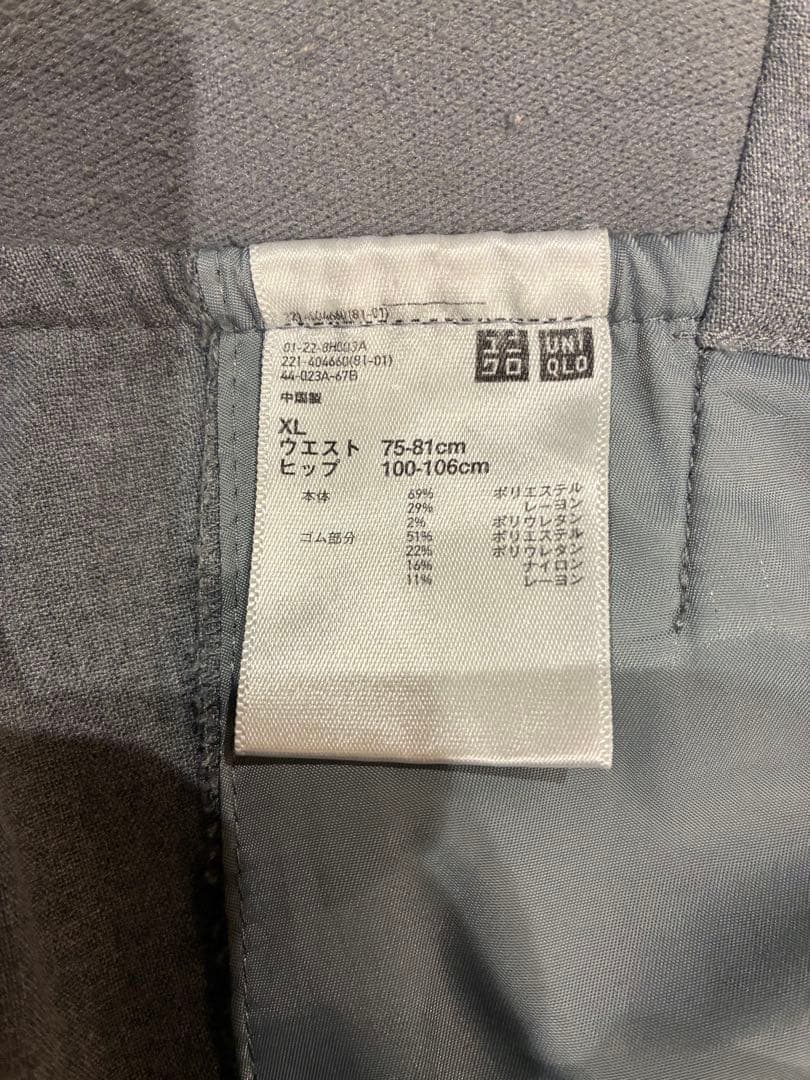 221-404660(81-01)
01-22-8H003A
221-404660(81-01)
44-023A-67B
ユニ
クロ
UNI
QLO
中国製
XL
ウエスト 75-81cm
ヒップ 100-106cm
本体 69% ポリエステル
29% レーヨン
2% ポリウレタン
ゴム部分 51% ポリエステル
22% ポリウレタン
16% ナイロン
11% レーヨン